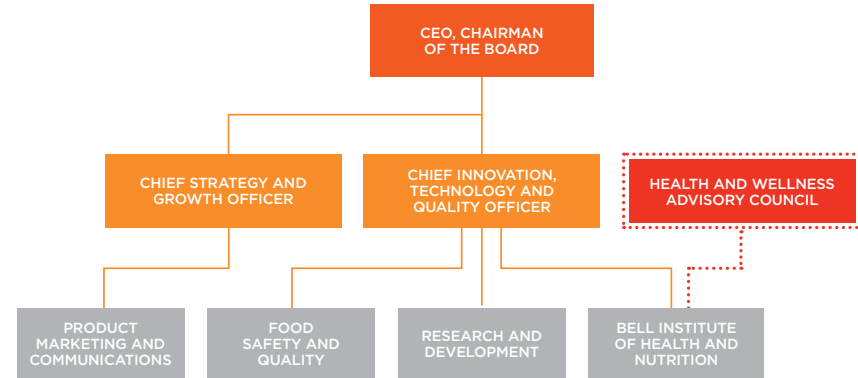 CEO, CHAIRMAN
OF THE BOARD
CHIEF STRATEGY AND
GROWTH OFFICER
CHIEF INNOVATION,
TECHNOLOGY AND
QUALITY OFFICER
HEALTH AND WELLNESS
ADVISORY COUNCIL
PRODUCT
MARKETING AND
COMMUNICATIONS
FOOD
SAFETY AND
QUALITY
RESEARCH AND
DEVELOPMENT
BELL INSTITUTE
OF HEALTH AND
NUTRITION